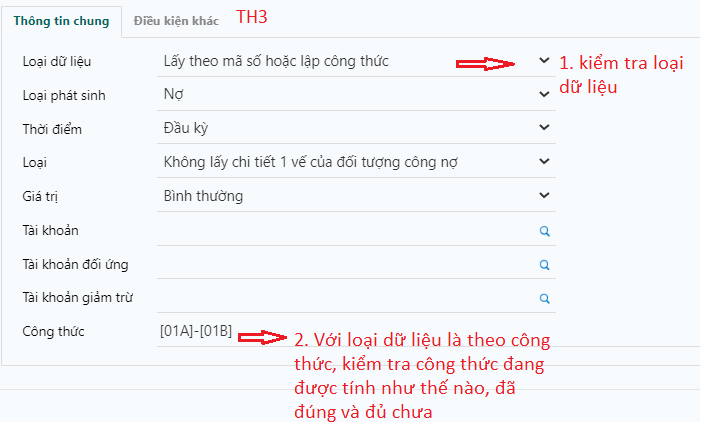 Thông tin chung Điều kiện khác TH3
Loại dữ liệu Lấy theo mã số hoặc lập công thức
1. kiểm tra loại
dữ liệu
Loại phát sinh Nợ
Thời điểm Đầu kỳ
Loại Không lấy chi tiết 1 vế của đối tượng công nợ
Giá trị Bình thường
Tài khoản
Tài khoản đối ứng
Tài khoản giảm trừ
Công thức [01A]-[01B]
2. Với loại dữ liệu là theo công
thức, kiểm tra công thức đang
được tính như thế nào, đã
đúng và đủ chưa